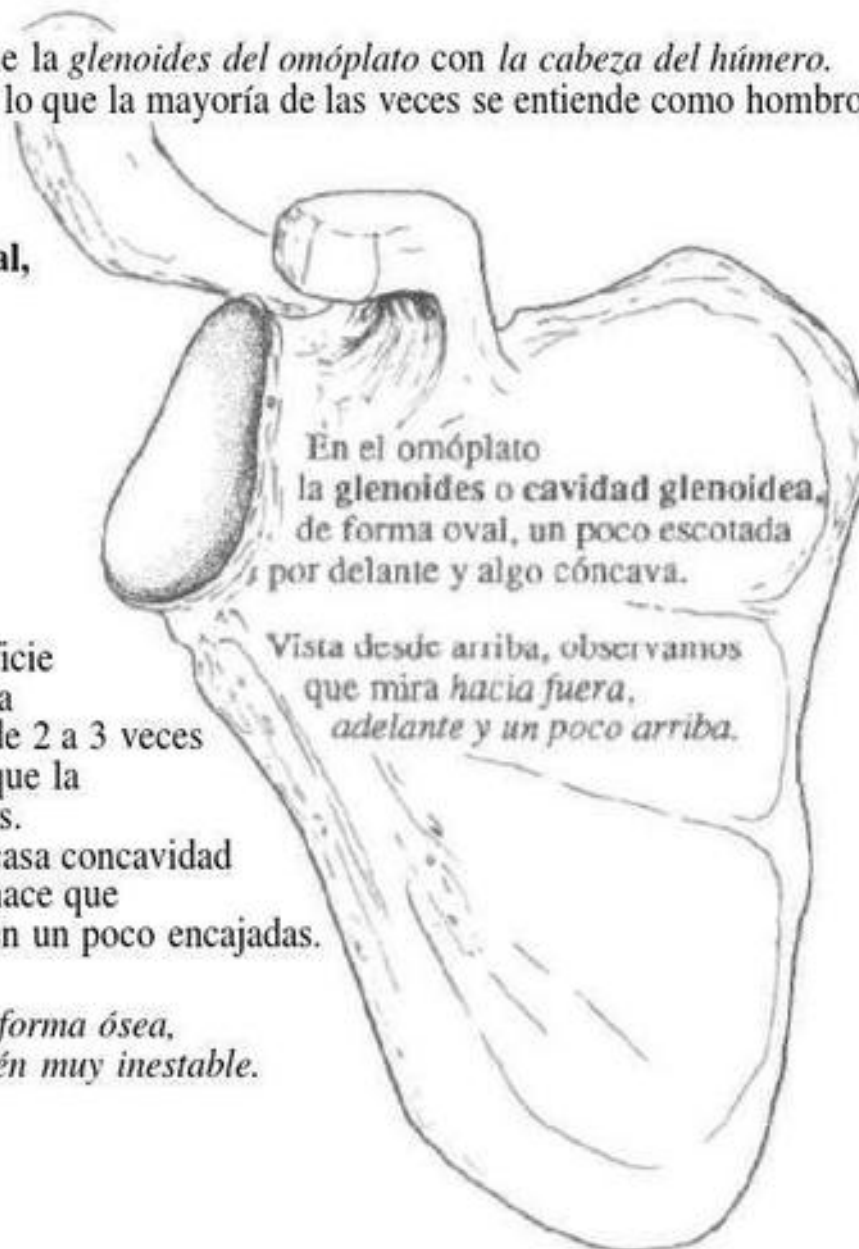 e la glenoides del omóplato con la cabeza del húmero.
lo que la mayoría de las veces se entiende como hombro
al,
En el omóplato
la glenoides o cavidad glenoidea,
de forma oval, un poco escotada
por delante y algo cóncava.
Vista desde arriba, observamos
que mira hacia fuera,
adelante y un poco arriba.
icie
a
le 2 a 3 veces
que la
s.
casa concavidad
hace que
en un poco encajadas.
forma ósea,
én muy inestable.